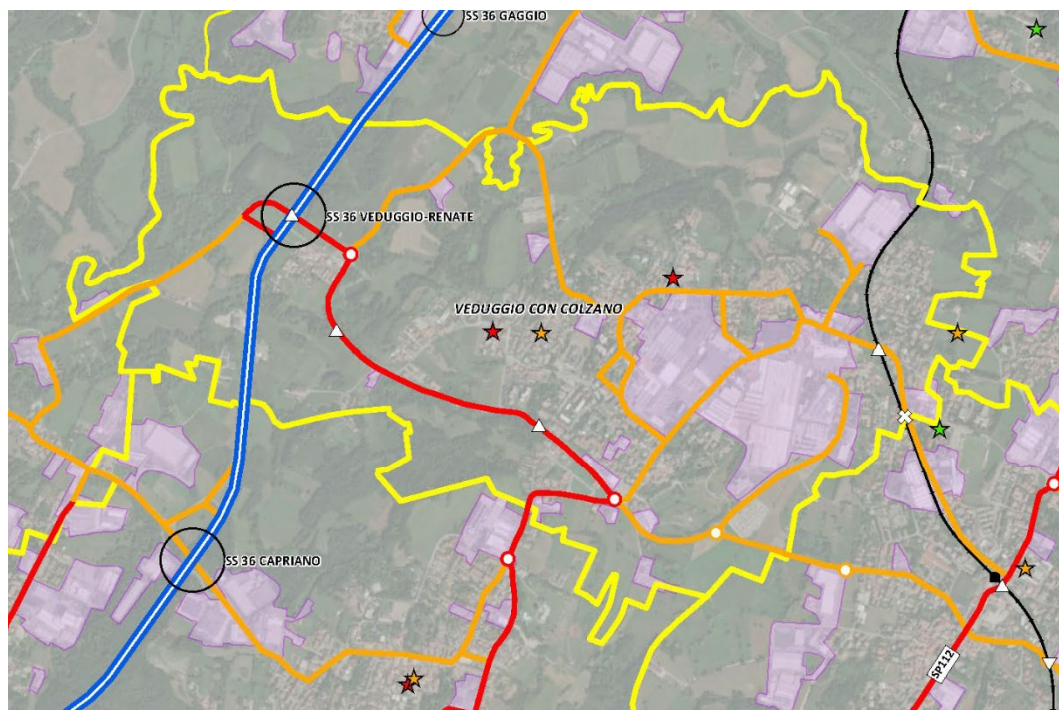 SS 36 GAGGIO
SS 36 VEDUGGIO-RENATE
VEDUGGIO CON COLZANO
SS 36 CAPRIANO
SP112